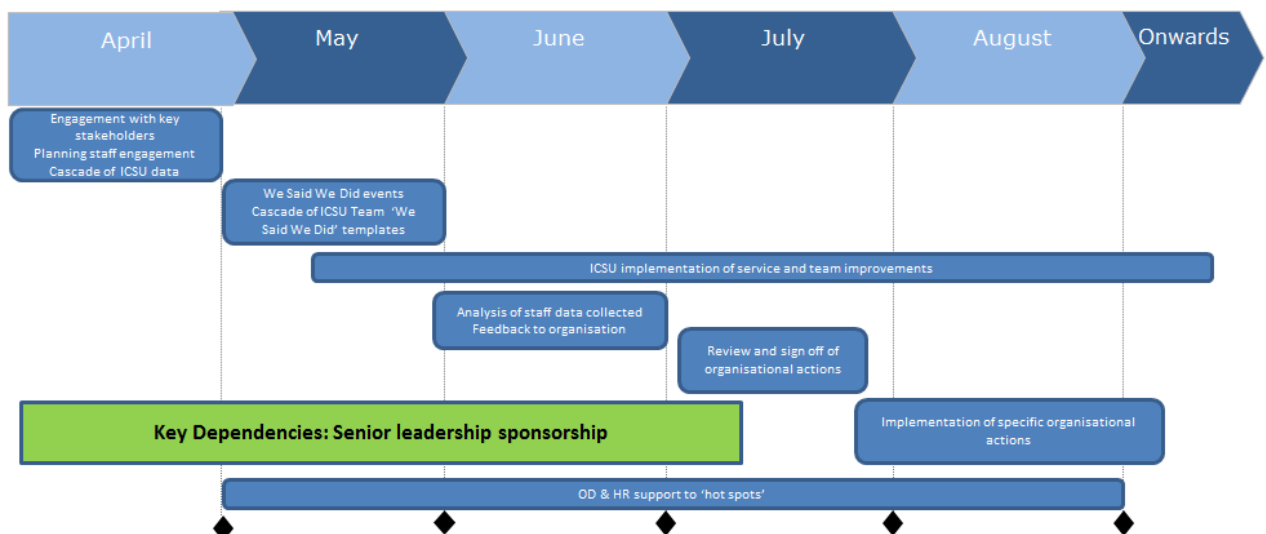 April
May
June
July
August
Onwards
Engagement with key
stakeholders
Planning staff engagement
Cascade of ICSU data
We Said We Did events
Cascade of ICSU Team 'We
Said We Did' templates
ICSU implementation of service and team improvements
Analysis of staff data collected
Feedback to organisation
Review and sign off of
organisational actions
Key Dependencies: Senior leadership sponsorship
Implementation of specific organisational
actions
OD & HR support to 'hot spots'